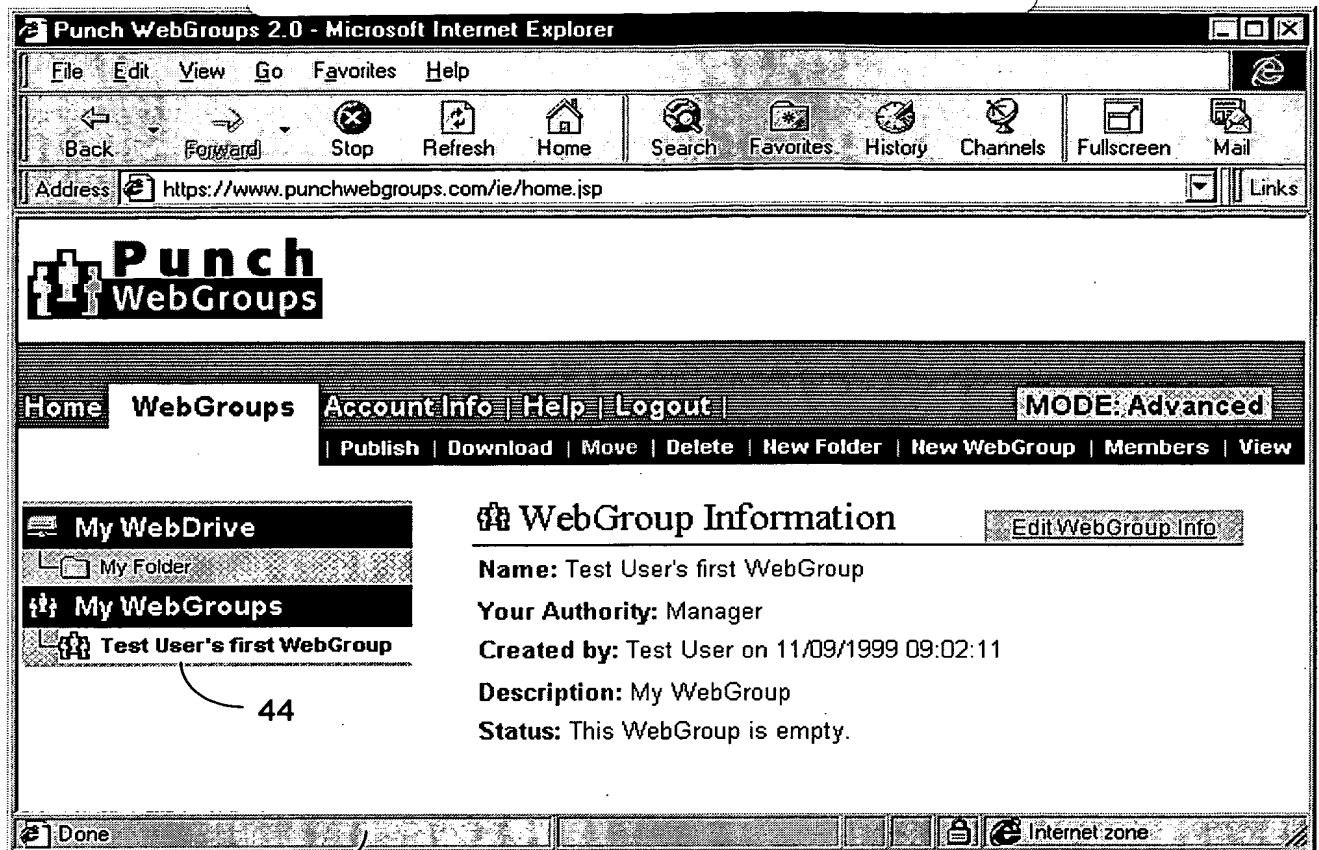 Punch WebGroups 2.0 - Microsoft Internet Explorer
File Edit View Go Favorites Help
Back Forward Stop Refresh Home Search Favorites History Channels Fullscreen Mail
Address https://www.punchwebgroups.com/ie/home.jsp Links
Punch
WebGroups
Home WebGroups Account Info | Help | Logout | MODE: Advanced
| Publish | Download | Move | Delete | New Folder | New WebGroup | Members | View
My WebDrive
My Folder
My WebGroups
Test User's first WebGroup
44
WebGroup Information Edit WebGroup Info
Name: Test User's first WebGroup
Your Authority: Manager
Created by: Test User on 11/09/1999 09:02:11
Description: My WebGroup
Status: This WebGroup is empty.
Done Internet zone